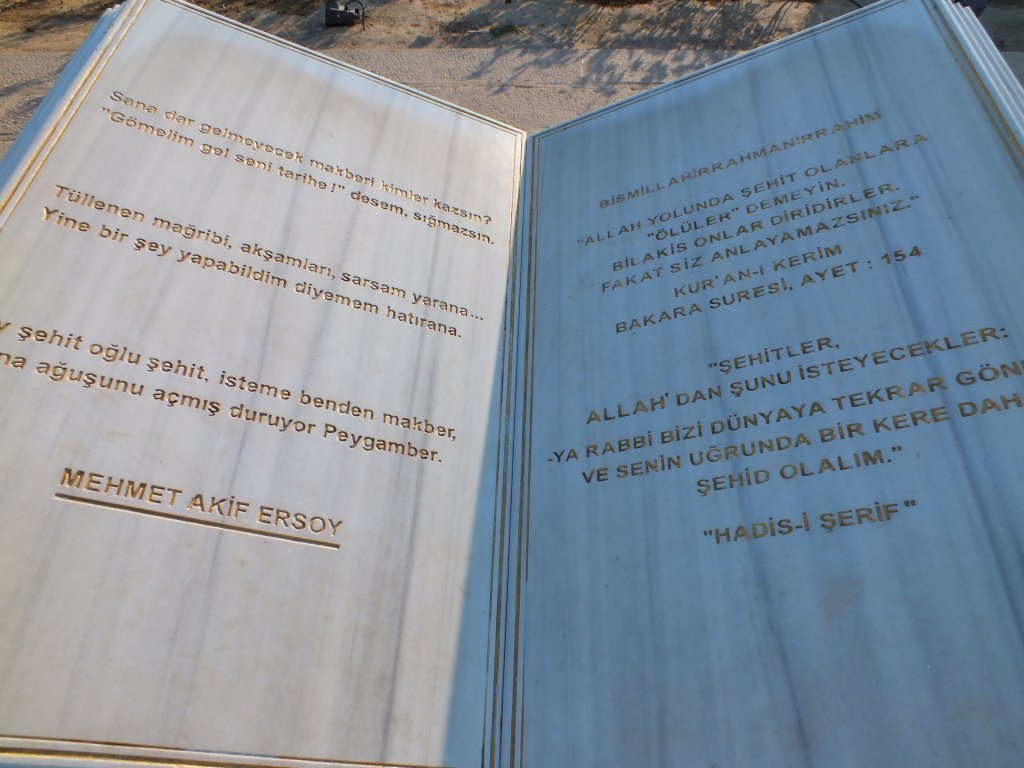 Sana dar gelmeyecek makberi kimler kazsın?
"Gömelim gel seni tarihe!" desem, sığmazsın.
Tüllenen mağribi, akşamları, sarsam yarana...
Yine bir şey yapabildim diyemem hatırana.
şehit oğlu şehit, isteme benden makber,
ağuşunu açmış duruyor Peygamber.
MEHMET AKİF ERSOY
BİSMİLLAHİRRAHMANİRRAHİM
"ALLAH YOLUNDA ŞEHİT OLANLARA
"ÖLÜLER" DEMEYİN.
BİLAKİS ONLAR DİRİDİRLER.
FAKAT SİZ ANLAYAMAZSINIZ."
KUR'AN-I KERİM
BAKARA SURESİ, AYET : 154
"ŞEHİTLER,
ALLAH' DAN ŞUNU İSTEYECEKLER:
-YA RABBİ BİZİ DÜNYAYA TEKRAR
VE SENİN UĞRUNDA BİR KERE
ŞEHİD OLALIM."
"HADİS-İ ŞERİF"